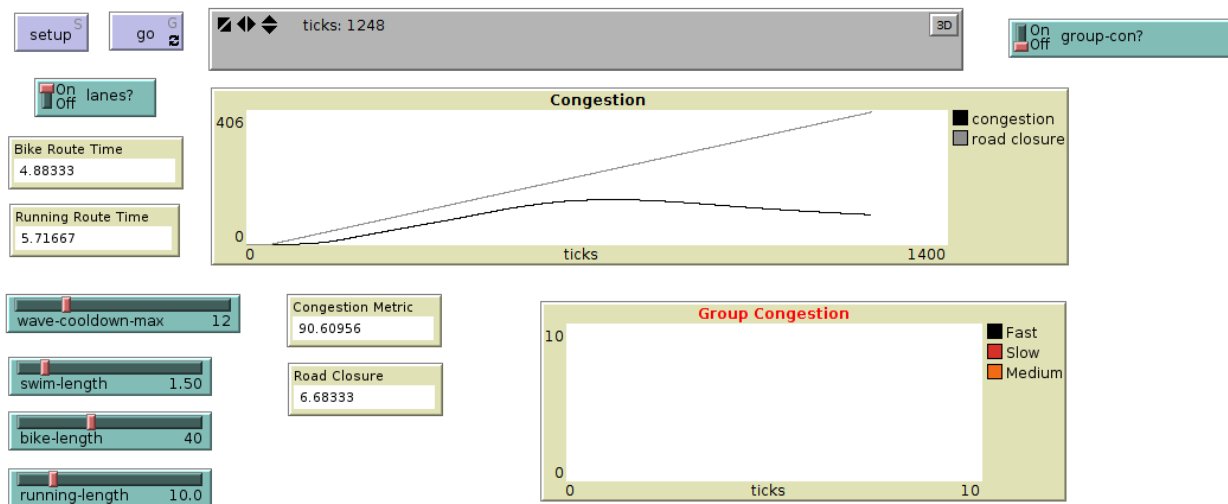 setup S
go G
ticks: 1248
3D
On
Off
group-con?
On
Off
lanes?
Bike Route Time
4.88333
Running Route Time
5.71667
Congestion
406
0
0
ticks
1400
congestion
road closure
wave-cooldown-max 12
swim-length 1.50
bike-length 40
running-length 10.0
Congestion Metric
90.60956
Road Closure
6.68333
Group Congestion
10
0
0
ticks
10
Fast
Slow
Medium